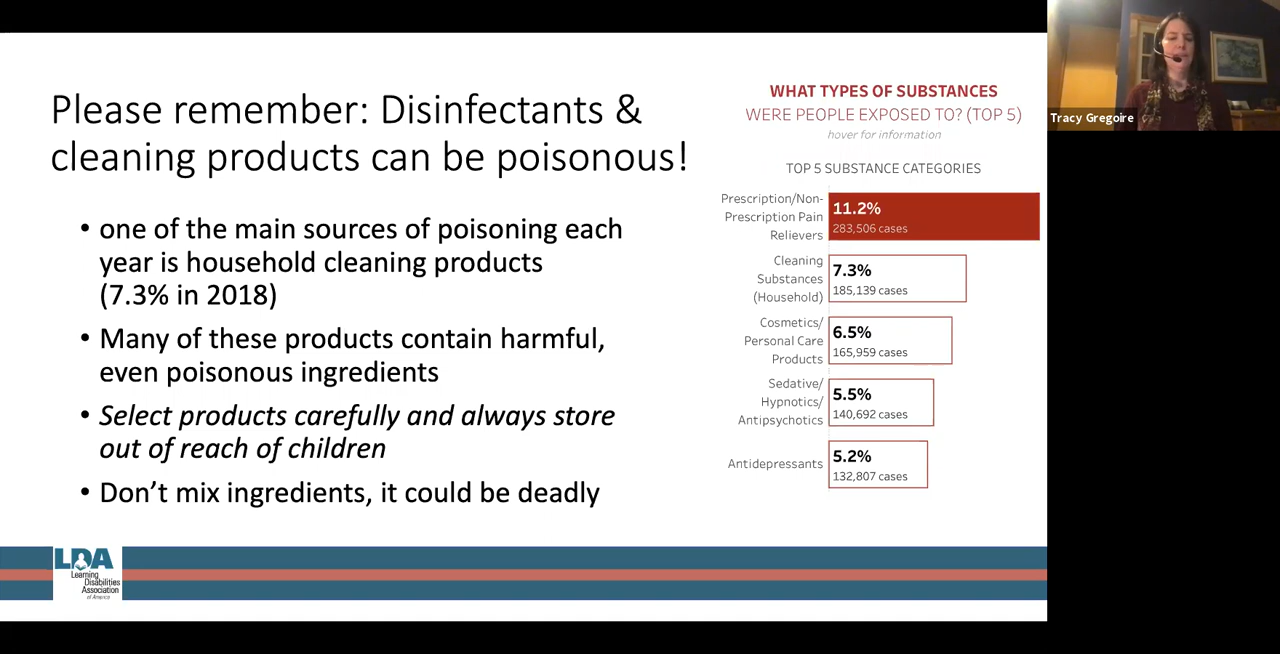 Please remember: Disinfectants &
cleaning products can be poisonous!
• one of the main sources of poisoning each
year is household cleaning products
(7.3% in 2018)
• Many of these products contain harmful,
even poisonous ingredients
• Select products carefully and always store
out of reach of children
• Don’t mix ingredients, it could be deadly
WHAT TYPES OF SUBSTANCES
WERE PEOPLE EXPOSED TO? (TOP 5)
hover for information
TOP 5 SUBSTANCE CATEGORIES
Prescription/Non-
Prescription Pain
Relievers
11.2%
283,506 cases
Cleaning
Substances
(Household)
7.3%
185,139 cases
Cosmetics/
Personal Care
Products
6.5%
165,959 cases
Sedative/
Hypnotics/
Antipsychotics
5.5%
140,692 cases
Antidepressants
5.2%
132,807 cases
LDA
Learning
Disabilities
Association
of America
Tracy Gregoire